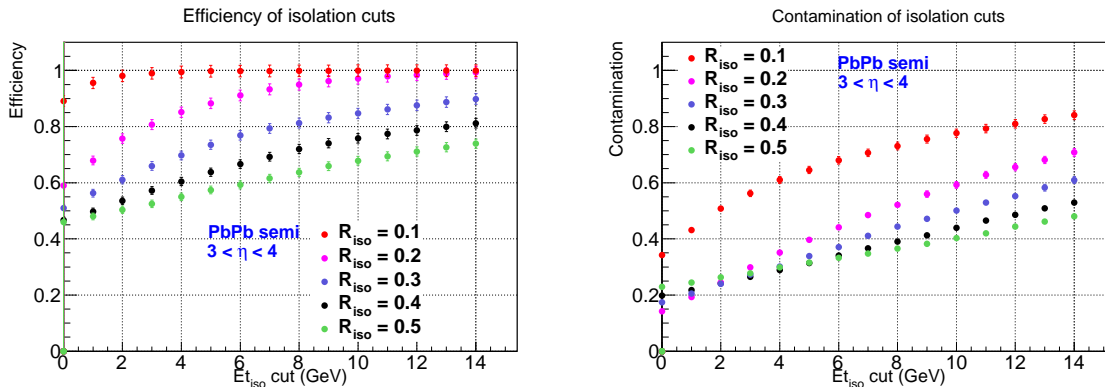 Efficiency of isolation cuts
Efficiency
1
0.8
0.6
0.4
0.2
0
PbPb semi
3 < η < 4
R_iso = 0.1
R_iso = 0.2
R_iso = 0.3
R_iso = 0.4
R_iso = 0.5
0 2 4 6 8 10 12 14
Et_iso cut (GeV)
Contamination of isolation cuts
Contamination
1
0.8
0.6
0.4
0.2
0
R_iso = 0.1
R_iso = 0.2
R_iso = 0.3
R_iso = 0.4
R_iso = 0.5
PbPb semi
3 < η < 4
0 2 4 6 8 10 12 14
Et_iso cut (GeV)